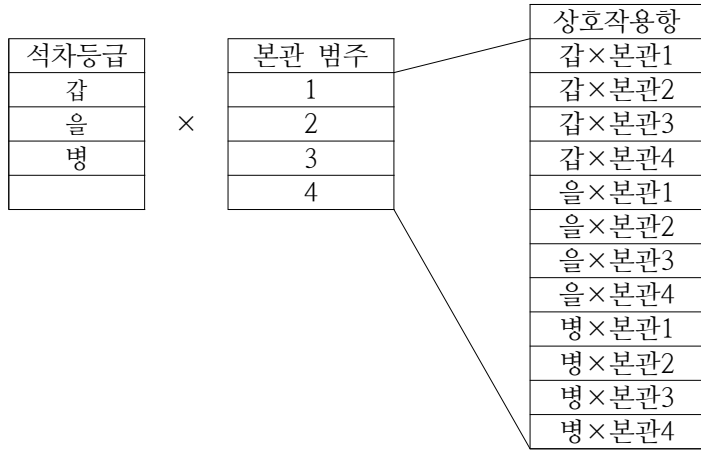 상호작용항
석차등급
본관 범주
갑×본관1
갑
1
갑×본관2
을
×
2
갑×본관3
병
3
갑×본관4
4
을×본관1
을×본관2
을×본관3
을×본관4
병×본관1
병×본관2
병×본관3
병×본관4